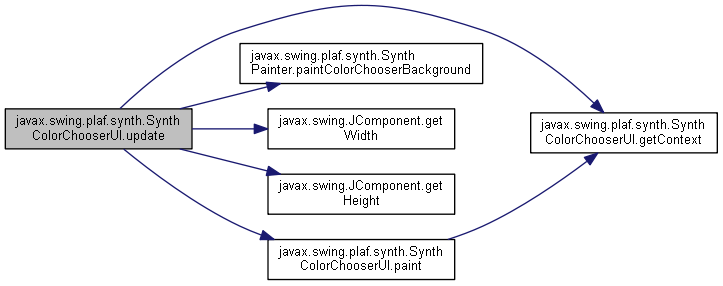 javax.swing.plaf.synth.Synth
ColorChooserUI.update
javax.swing.plaf.synth.Synth
Painter.paintColorChooserBackground
javax.swing.JComponent.get
Width
javax.swing.JComponent.get
Height
javax.swing.plaf.synth.Synth
ColorChooserUI.paint
javax.swing.plaf.synth.Synth
ColorChooserUI.getContext